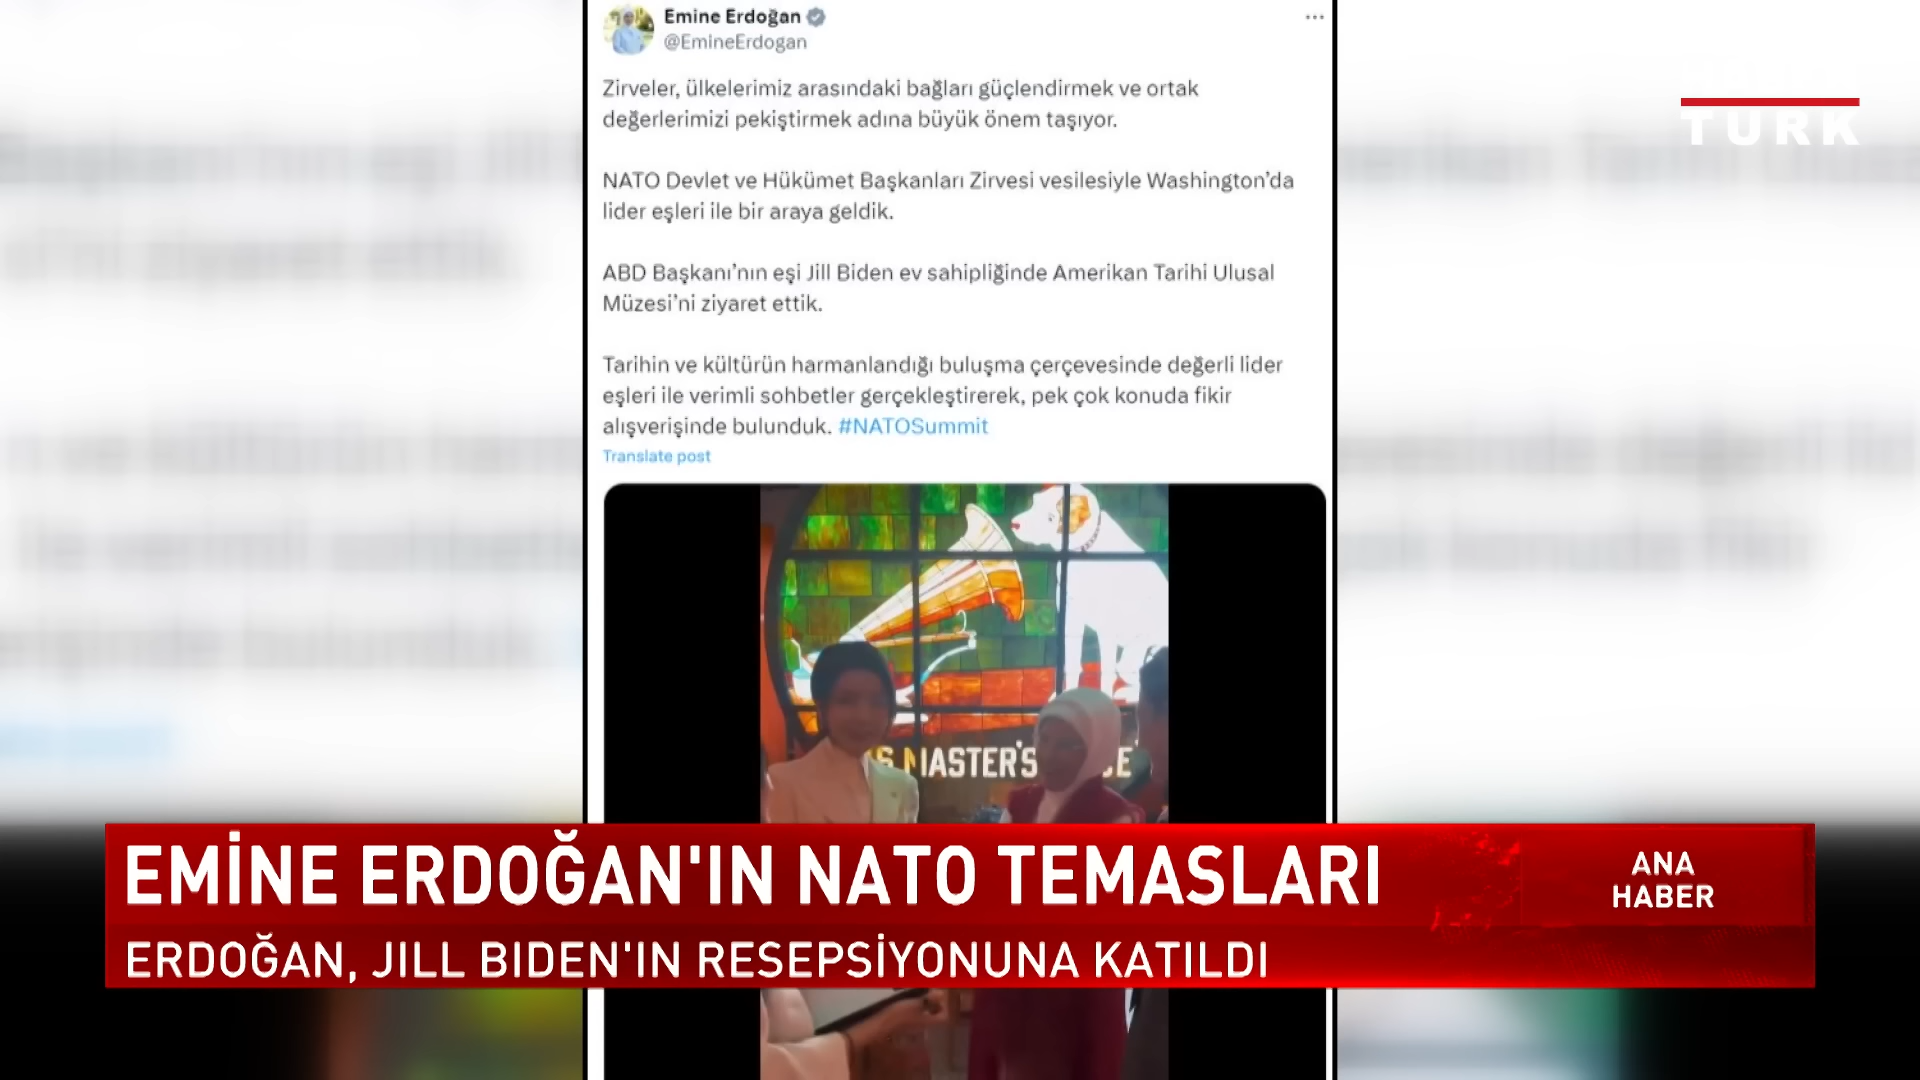 Emine Erdoğan
@EmineErdogan
Zirveler, ülkelerimiz arasındaki bağları güçlendirmek ve ortak
değerlerimizi pekiştirmek adına büyük önem taşıyor.
NATO Devlet ve Hükümet Başkanları Zirvesi vesilesiyle Washington’da
lider eşleri ile bir araya geldik.
ABD Başkanı’nın eşi Jill Biden ev sahipliğinde Amerikan Tarihi Ulusal
Müzesi’ni ziyaret ettik.
Tarihin ve kültürün harmanlandığı buluşma çerçevesinde değerli lider
eşleri ile verimli sohbetler gerçekleştirerek, pek çok konuda fikir
alışverişinde bulunduk. #NATOSummit
Translate post
TURK
MASTER'S
EMİNE ERDOĞAN'IN NATO TEMASLARI
ERDOĞAN, JILL BIDEN'IN RESEPSİYONUNA KATILDI
ANA
HABER